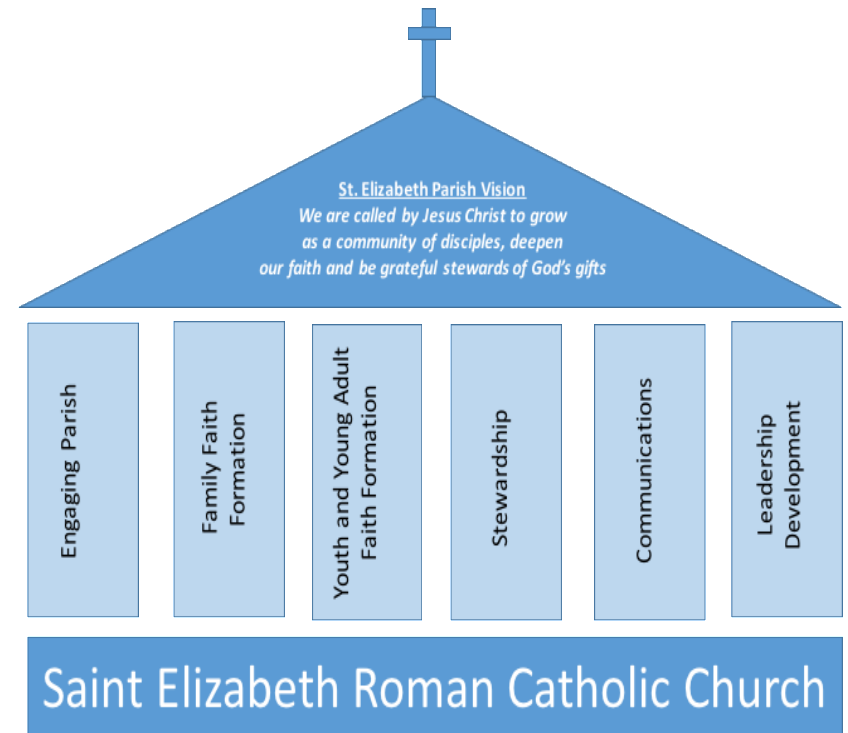 St. Elizabeth Parish Vision
We are called by Jesus Christ to grow
as a community of disciples, deepen
our faith and be grateful stewards of God's gifts
Engaging Parish
Family Faith
Formation
Youth and Young Adult
Faith Formation
Stewardship
Communications
Leadership
Development
Saint Elizabeth Roman Catholic Church